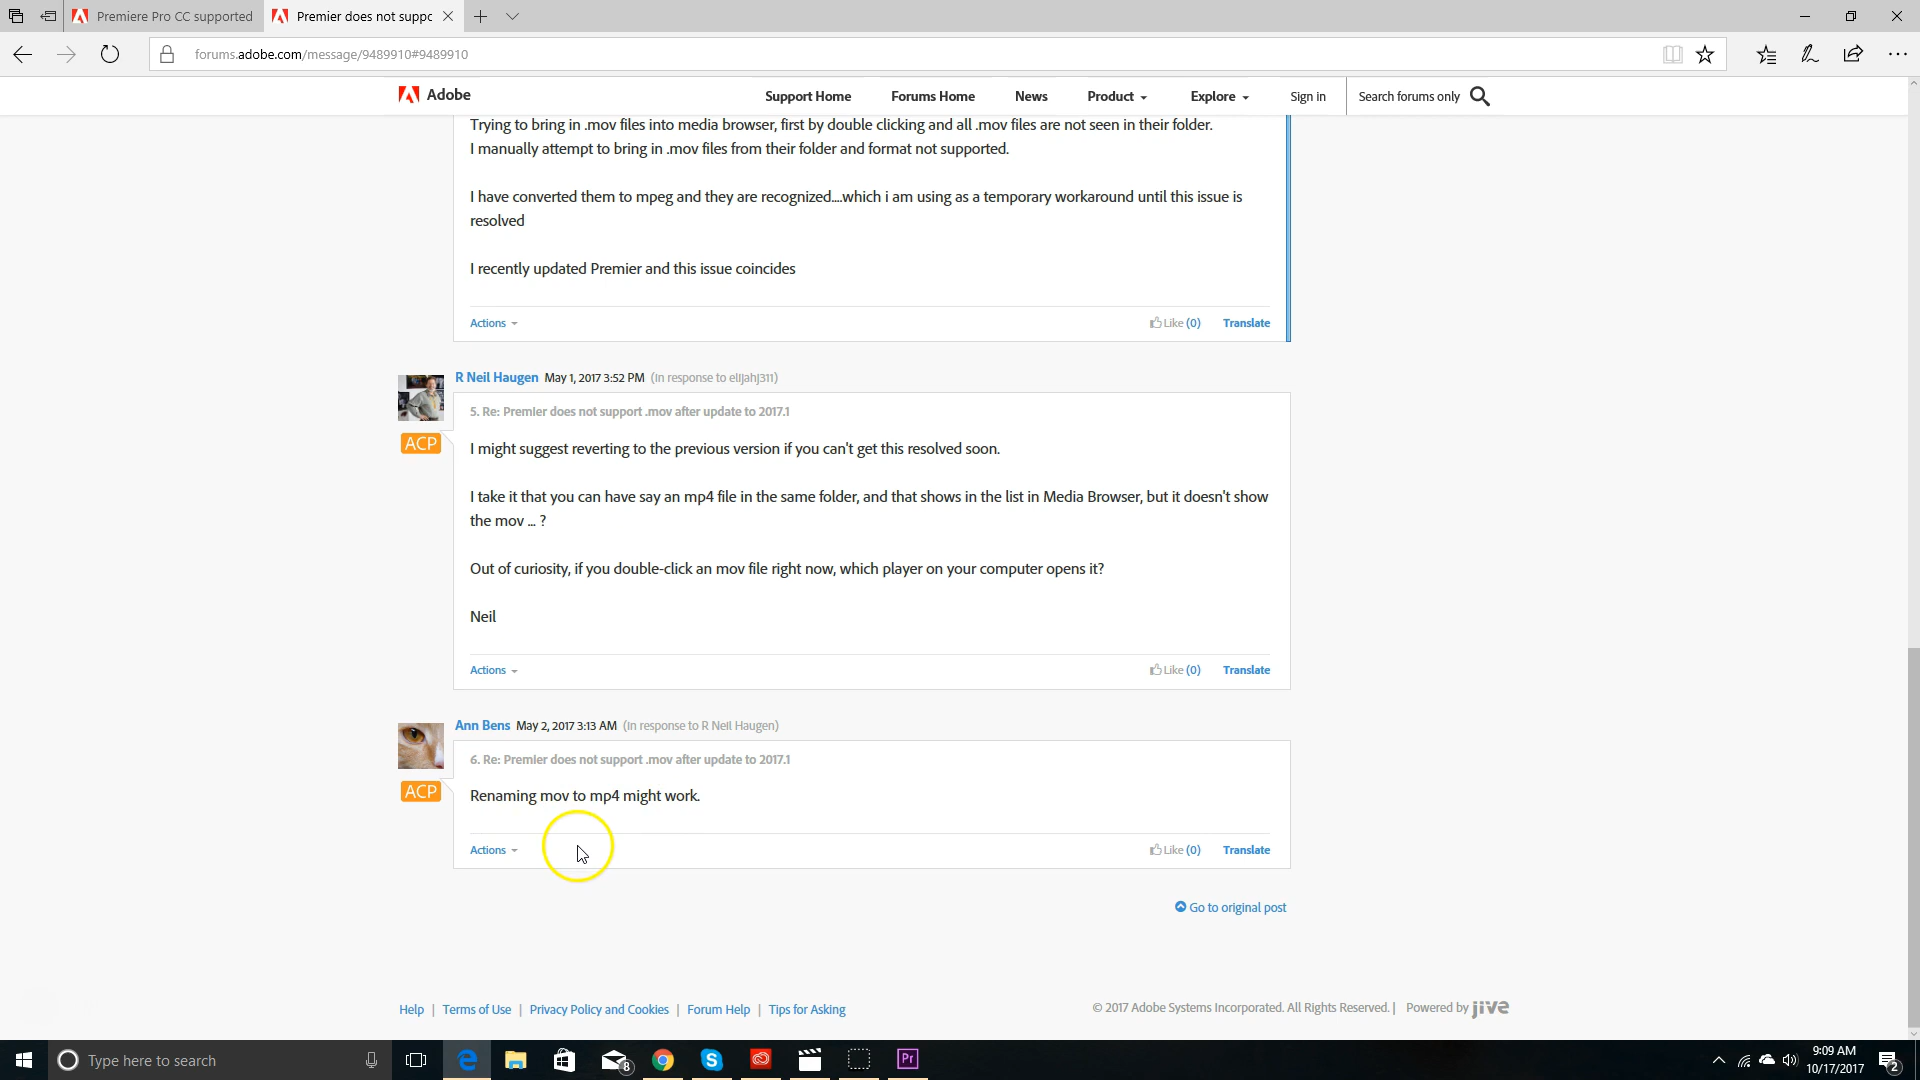 Premiere Pro CC supported
Premier does not suppc
forums.adobe.com/message/9489910#9489910
Adobe
Support Home
Forums Home
News
Product
Explore
Sign in
Search forums only
Trying to bring in .mov files into media browser, first by double clicking and all .mov files are not seen in their folder.
I manually attempt to bring in .mov files from their folder and format not supported.
I have converted them to mpeg and they are recognized....which i am using as a temporary workaround until this issue is
resolved
I recently updated Premier and this issue coincides
Actions
Like (0)
Translate
R Neil Haugen May 1, 2017 3:52 PM (in response to elijahj311)
ACP
5. Re: Premier does not support .mov after update to 2017.1
I might suggest reverting to the previous version if you can't get this resolved soon.
I take it that you can have say an mp4 file in the same folder, and that shows in the list in Media Browser, but it doesn't show
the mov ... ?
Out of curiosity, if you double-click an mov file right now, which player on your computer opens it?
Neil
Actions
Like (0)
Translate
Ann Bens May 2, 2017 3:13 AM (in response to R Neil Haugen)
ACP
6. Re: Premier does not support .mov after update to 2017.1
Renaming mov to mp4 might work.
Actions
Like (0)
Translate
Go to original post
Help | Terms of Use | Privacy Policy and Cookies | Forum Help | Tips for Asking
© 2017 Adobe Systems Incorporated. All Rights Reserved. | Powered by jive
Type here to search
8
Pr
9:09 AM
10/17/2017
2